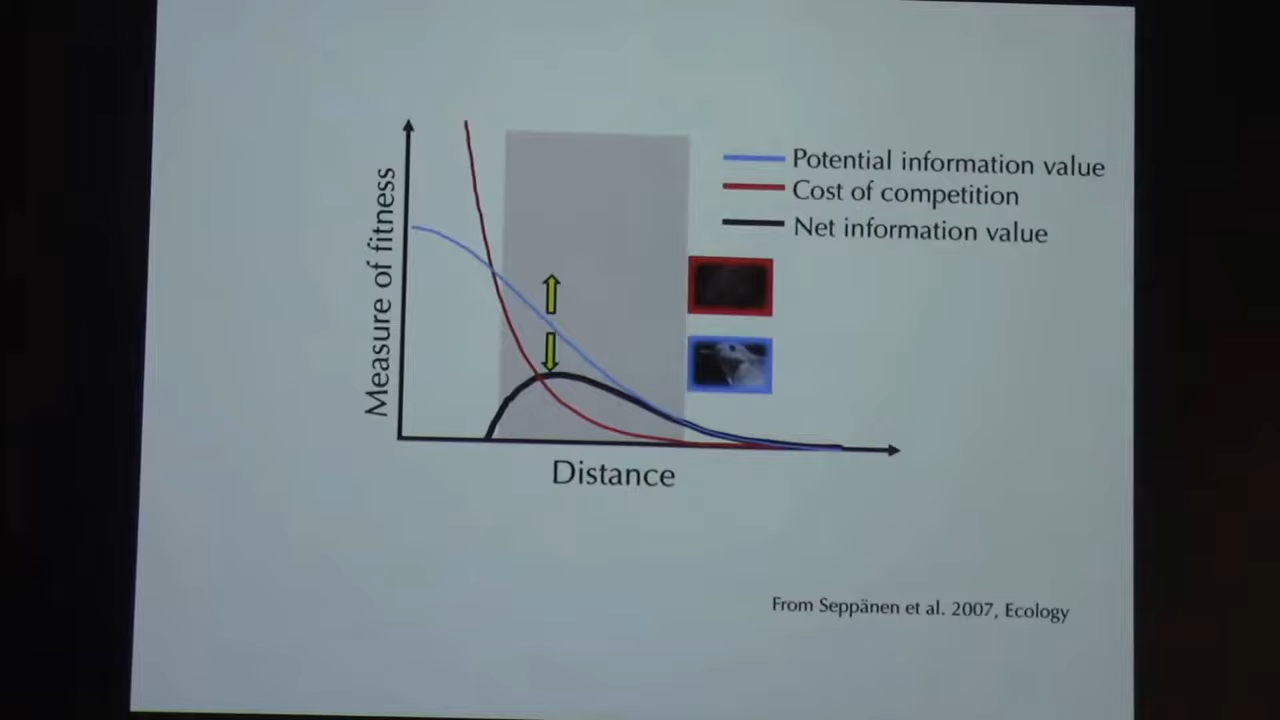 Measure of fitness
Potential information value
Cost of competition
Net information value
Distance
From Seppänen et al. 2007, Ecology